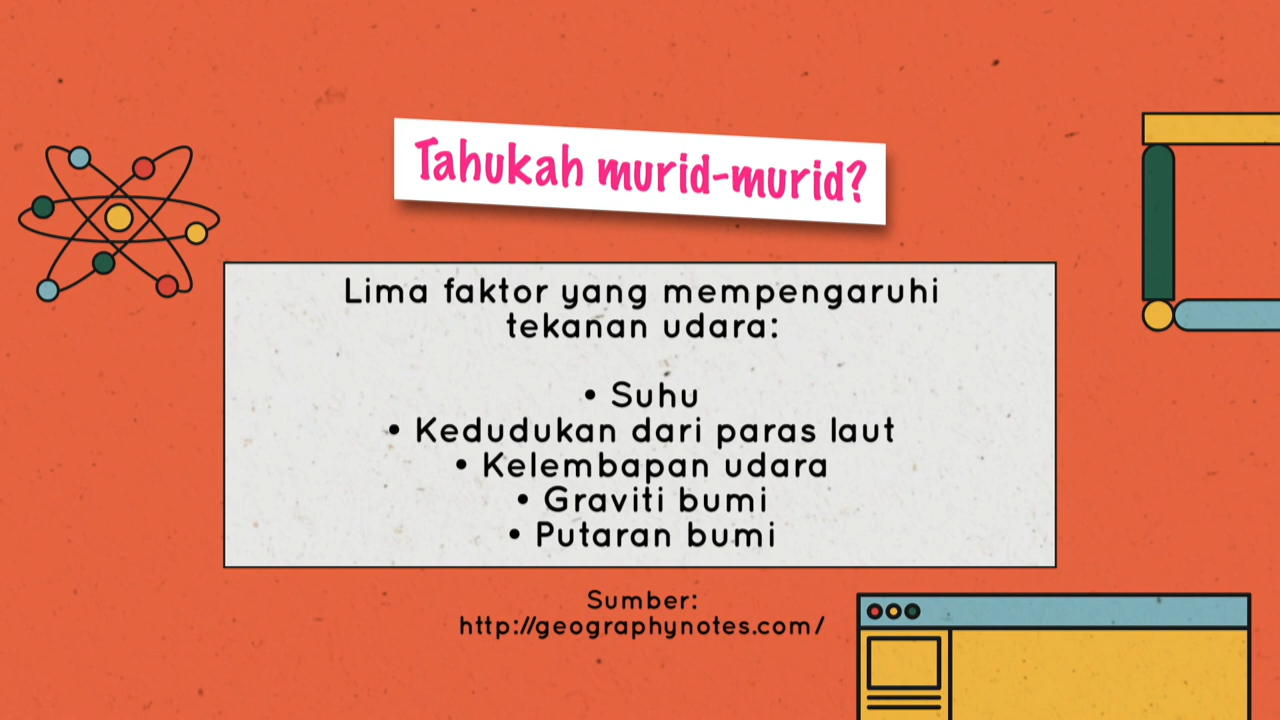 Tahukah murid-murid?
Lima faktor yang mempengaruhi
tekanan udara:
• Suhu
• Kedudukan dari paras laut
• Kelembapan udara
• Graviti bumi
• Putaran bumi
Sumber:
http://geographynotes.com/